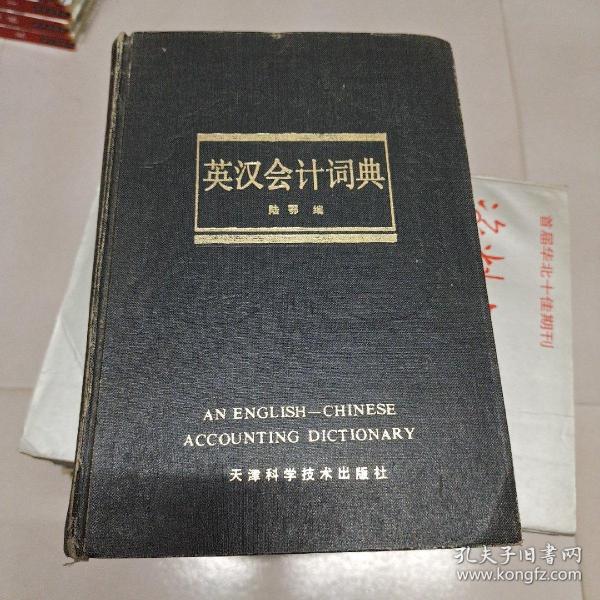 英汉会计词典
陆鄂 编
AN ENGLISH—CHINESE
ACCOUNTING DICTIONARY
天津科学技术出版社
首届华北十佳期刊
孔夫子旧书网
www.kongfz.com